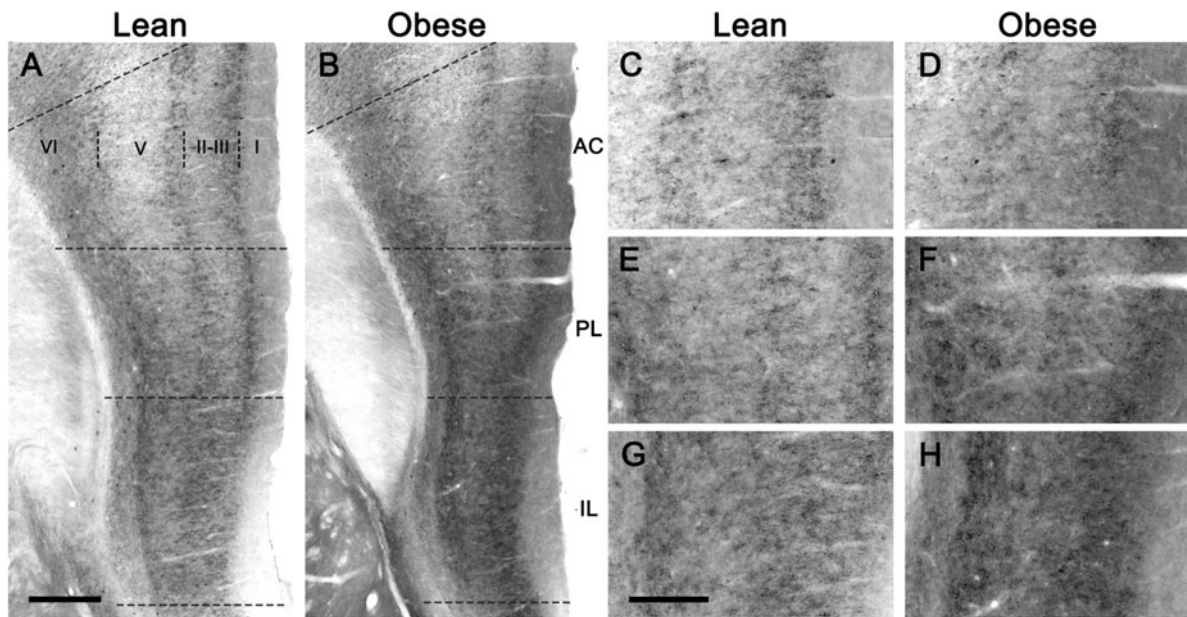 Lean Obese Lean Obese
A B C D
VI V II-III I
AC
E F
PL
G H
IL